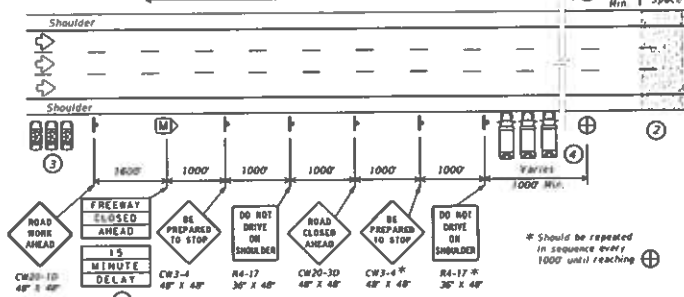 Min.
Space
Shoulder
Shoulder
M
3
4
2
1600'
1000'
1000'
1000'
1000'
1000'
Varies
1000' Min.
ROAD
WORK
AHEAD
CW20-1D
48" X 48"
FREEWAY
CLOSED
AHEAD
15
MINUTE
DELAY
BE
PREPARED
TO STOP
CW3-4
48" X 48"
DO NOT
DRIVE
ON
SHOULDER
R4-17
36" X 48"
ROAD
CLOSED
AHEAD
CW20-3D
48" X 48"
BE
PREPARED
TO STOP
CW3-4 *
48" X 48"
DO NOT
DRIVE
ON
SHOULDER
R4-17 *
36" X 48"
* Should be repeated
in sequence every
1000' until reaching